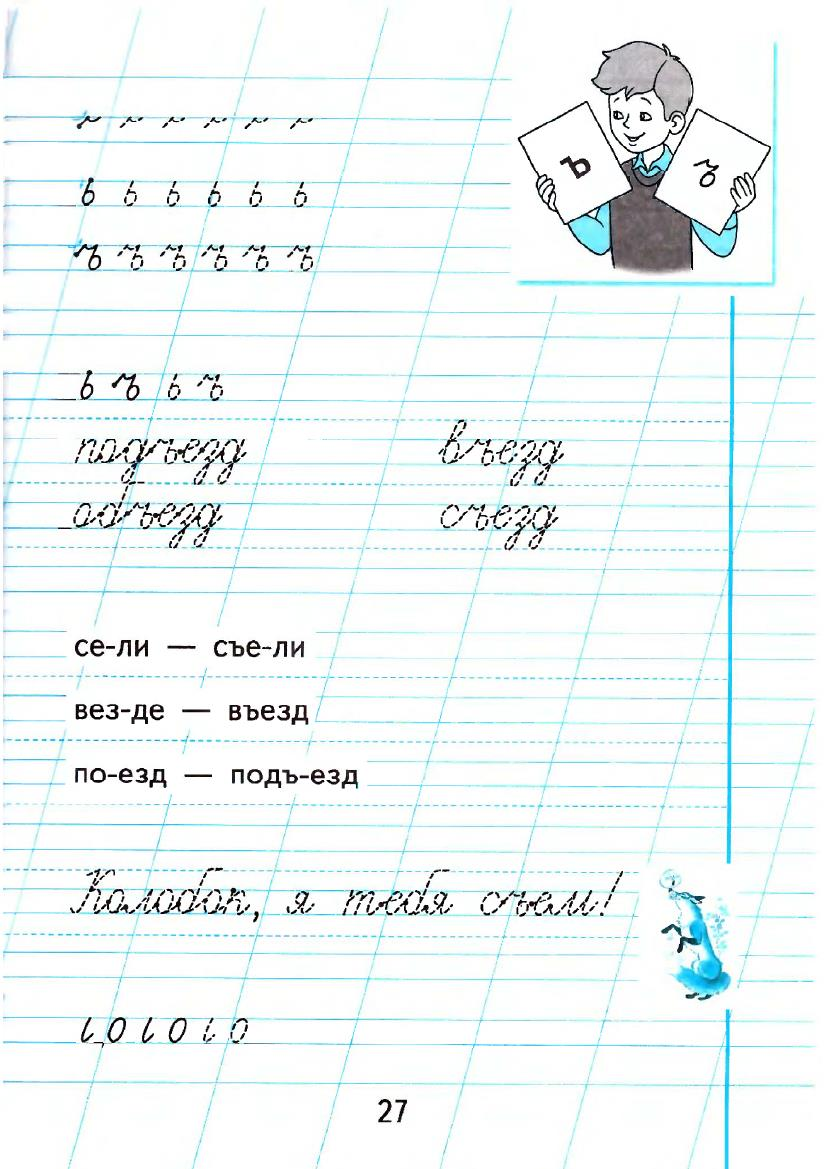 ъ ъ
ь ь ь ь ь ь
ъ ъ ъ ъ ъ ъ
ь ъ ь ъ
подъезд въезд
объезд съезд
се-ли — съе-ли
вез-де — въезд
по-езд — подъ-езд
Колобок, я тебя съем!
27